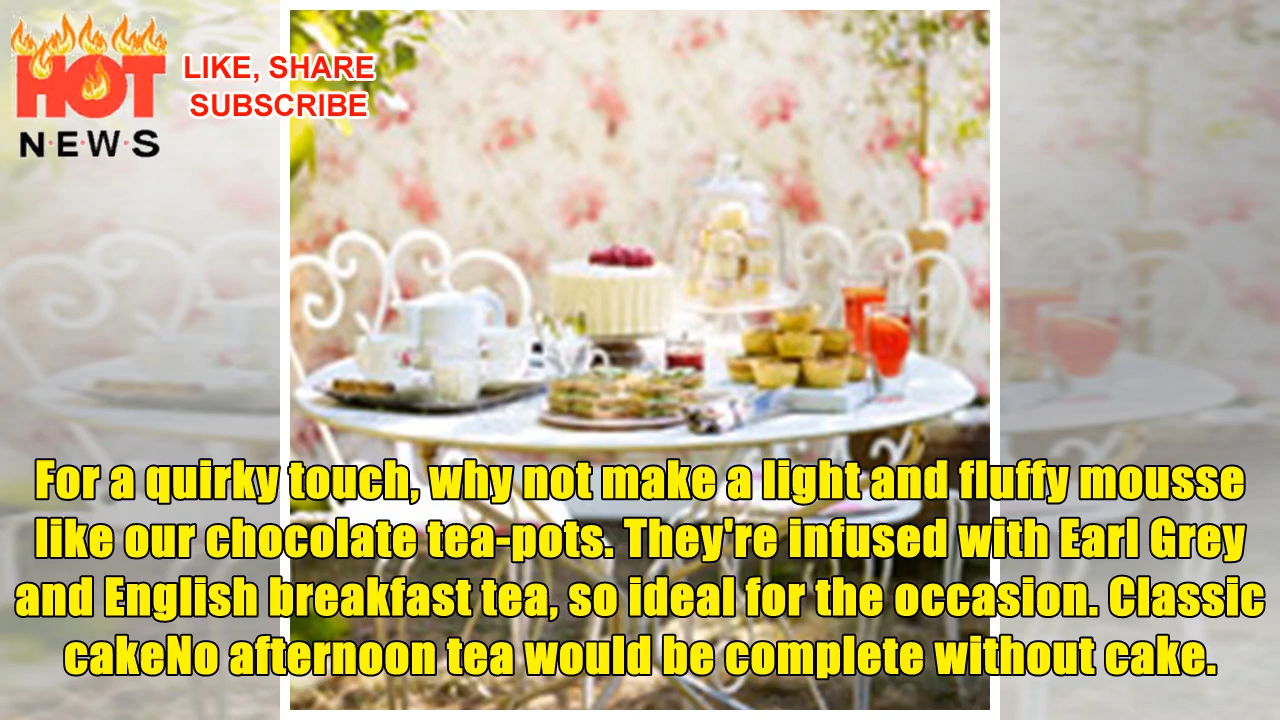 HOT
NEWS
LIKE, SHARE
SUBSCRIBE
For a quirky touch, why not make a light and fluffy mousse
like our chocolate tea-pots. They're infused with Earl Grey
and English breakfast tea, so ideal for the occasion. Classic
cakeNo afternoon tea would be complete without cake.